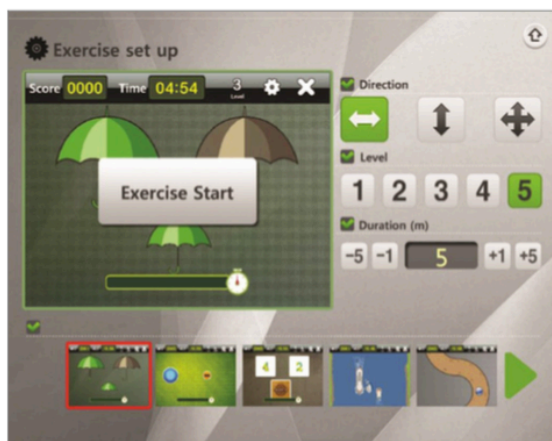 Exercise set up
Score 0000 Time 04:54 3
Level
Direction
Exercise Start
Level
1 2 3 4 5
Duration (m)
-5 -1 5 +1 +5
4 2